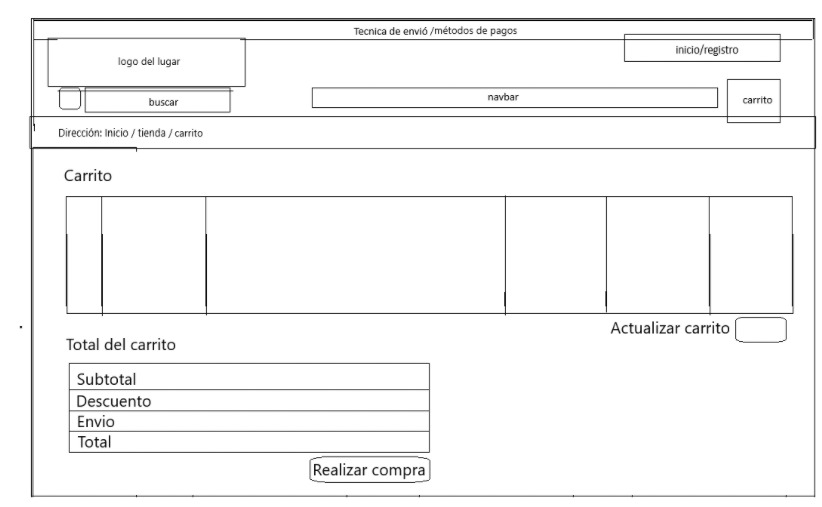 Tecnica de envió /métodos de pagos
inicio/registro
logo del lugar
buscar
navbar
carrito
Dirección: Inicio / tienda / carrito
Carrito
Actualizar carrito
Total del carrito
Subtotal
Descuento
Envio
Total
Realizar compra